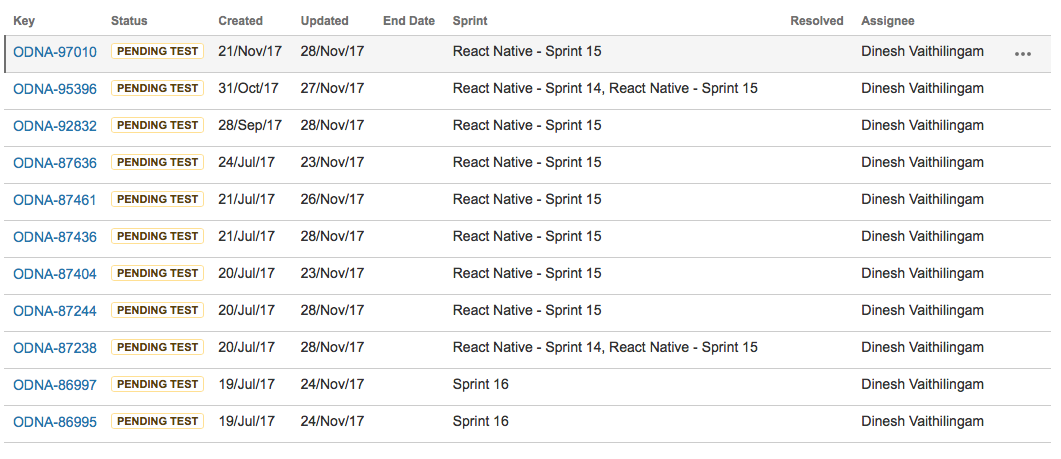 Key Status Created Updated End Date Sprint Resolved Assignee
ODNA-97010 PENDING TEST 21/Nov/17 28/Nov/17 React Native - Sprint 15 Dinesh Vaithilingam
ODNA-95396 PENDING TEST 31/Oct/17 27/Nov/17 React Native - Sprint 14, React Native - Sprint 15 Dinesh Vaithilingam
ODNA-92832 PENDING TEST 28/Sep/17 28/Nov/17 React Native - Sprint 15 Dinesh Vaithilingam
ODNA-87636 PENDING TEST 24/Jul/17 23/Nov/17 React Native - Sprint 15 Dinesh Vaithilingam
ODNA-87461 PENDING TEST 21/Jul/17 26/Nov/17 React Native - Sprint 15 Dinesh Vaithilingam
ODNA-87436 PENDING TEST 21/Jul/17 28/Nov/17 React Native - Sprint 15 Dinesh Vaithilingam
ODNA-87404 PENDING TEST 20/Jul/17 23/Nov/17 React Native - Sprint 15 Dinesh Vaithilingam
ODNA-87244 PENDING TEST 20/Jul/17 28/Nov/17 React Native - Sprint 15 Dinesh Vaithilingam
ODNA-87238 PENDING TEST 20/Jul/17 28/Nov/17 React Native - Sprint 14, React Native - Sprint 15 Dinesh Vaithilingam
ODNA-86997 PENDING TEST 19/Jul/17 24/Nov/17 Sprint 16 Dinesh Vaithilingam
ODNA-86995 PENDING TEST 19/Jul/17 24/Nov/17 Sprint 16 Dinesh Vaithilingam